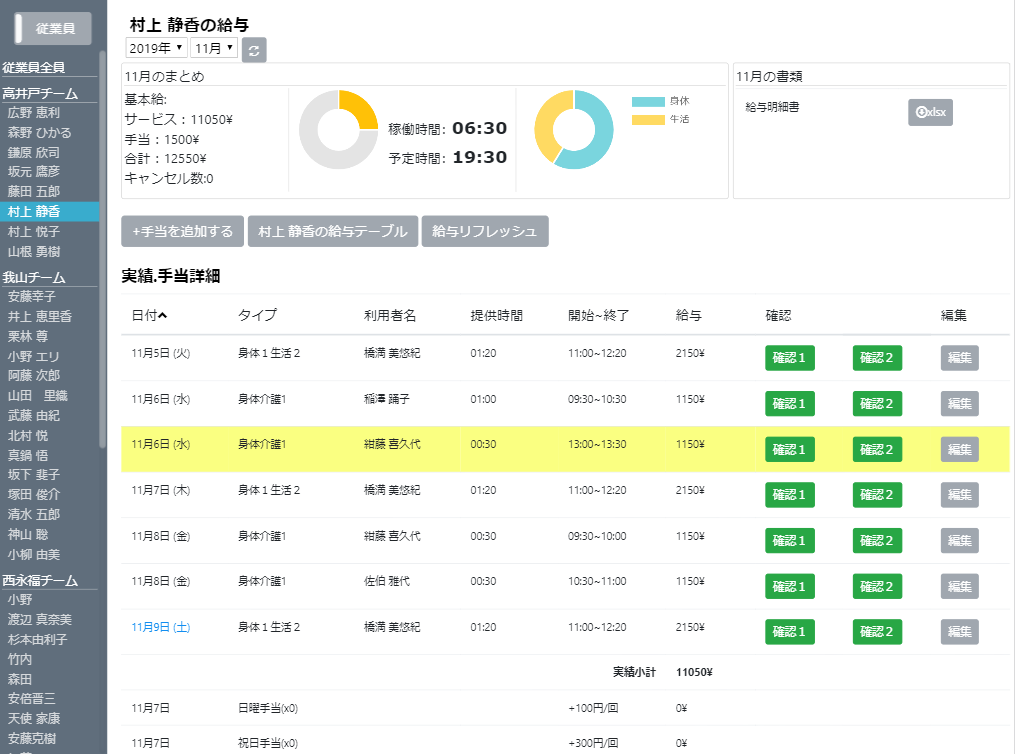 従業員
従業員全員
高井戸チーム
広野 恵利
森野 ひかる
鎌原 欣司
坂元 鷹彦
藤田 五郎
村上 静香
村上 悦子
山根 勇樹
我山チーム
安藤幸子
井上 恵里香
栗林 尊
小野 エリ
阿藤 次郎
山田　里織
武藤 由紀
北村 悦
真鍋 悟
坂下 韭子
塚田 俊介
清水 五郎
神山 聡
小柳 由美
西永福チーム
小野
渡辺 真奈美
杉本由利子
竹内
森田
安倍晋三
天使 家康
安藤克樹
村上 静香の給与
2019年 11月
11月のまとめ
基本給:
サービス：11050¥
手当：1500¥
合計：12550¥
キャンセル数:0
稼働時間: 06:30
予定時間: 19:30
身体
生活
11月の書類
給与明細書 xlsx
+手当を追加する 村上 静香の給与テーブル 給与リフレッシュ
実績.手当詳細
日付 タイプ 利用者名 提供時間 開始~終了 給与 確認 編集
11月5日 (火) 身体１生活２ 橋満 美悠紀 01:20 11:00~12:20 2150¥ 確認１ 確認２ 編集
11月6日 (水) 身体介護1 稲澤 踊子 01:00 09:30~10:30 1150¥ 確認１ 確認２ 編集
11月6日 (水) 身体介護1 紺藤 喜久代 00:30 13:00~13:30 1150¥ 確認１ 確認２ 編集
11月7日 (木) 身体１生活２ 橋満 美悠紀 01:20 11:00~12:20 2150¥ 確認１ 確認２ 編集
11月8日 (金) 身体介護1 紺藤 喜久代 00:30 09:30~10:00 1150¥ 確認１ 確認２ 編集
11月8日 (金) 身体介護1 佐伯 雅代 00:30 10:30~11:00 1150¥ 確認１ 確認２ 編集
11月9日 (土) 身体１生活２ 橋満 美悠紀 01:20 11:00~12:20 2150¥ 確認１ 確認２ 編集
実績小計 11050¥
11月7日 日曜手当(x0) +100円/回 0¥
11月7日 祝日手当(x0) +300円/回 0¥